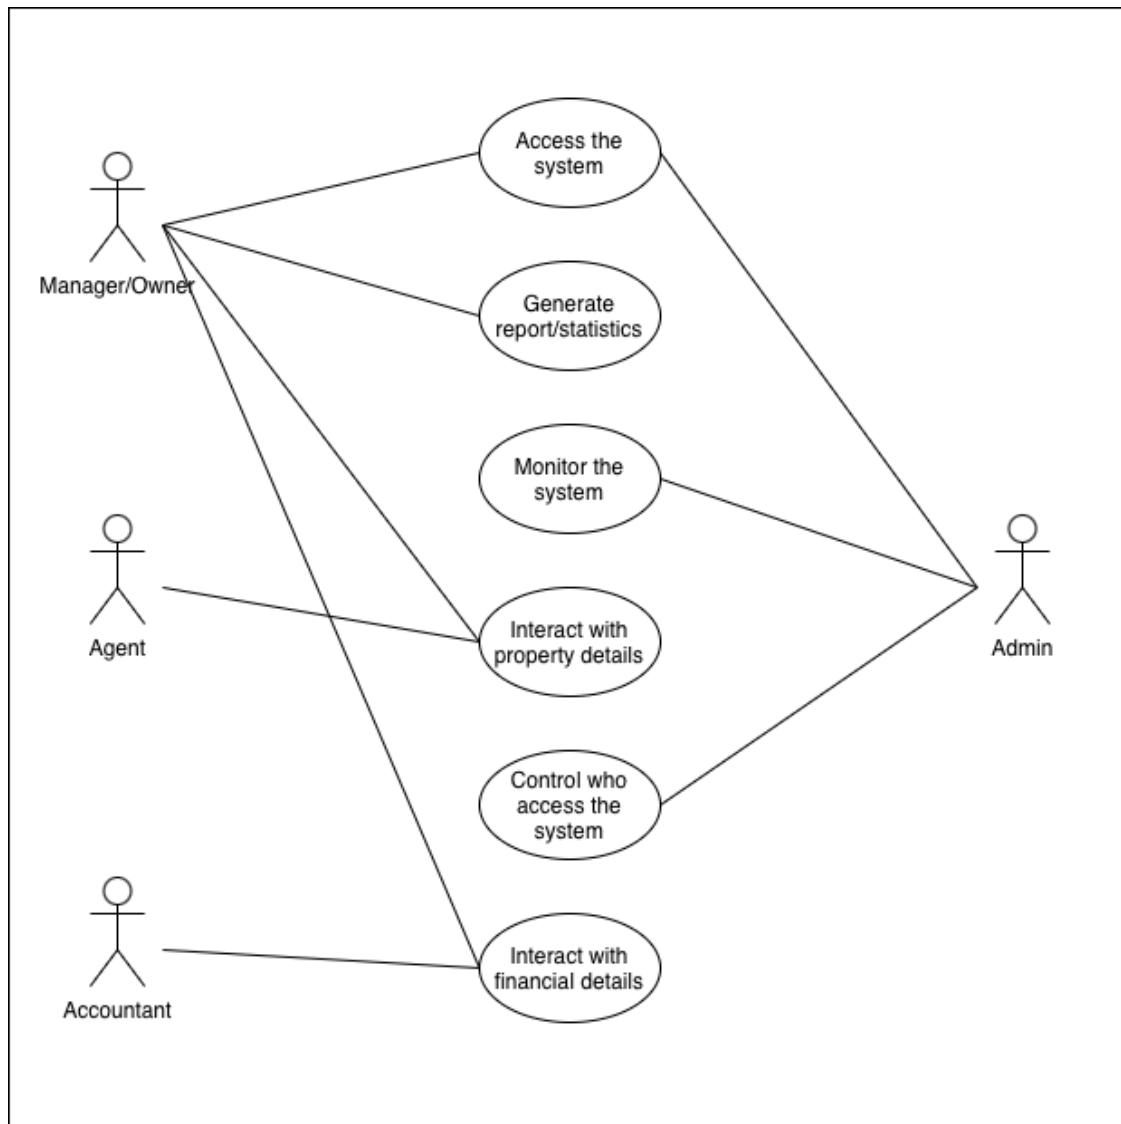 Access the
system
Manager/Owner
Generate
report/statistics
Monitor the
system
Agent
Interact with
property details
Admin
Control who
access the
system
Accountant
Interact with
financial details